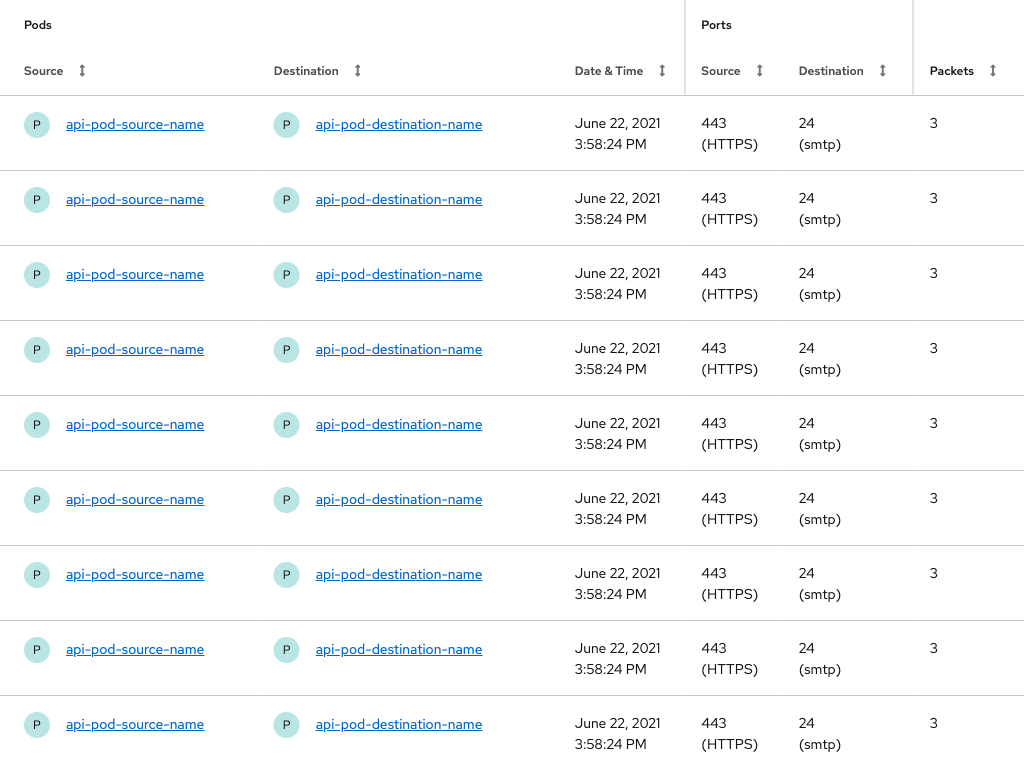 Pods Ports
Source Destination Date & Time Source Destination Packets
P api-pod-source-name P api-pod-destination-name June 22, 2021 443 24 3
3:58:24 PM (HTTPS) (smtp)
P api-pod-source-name P api-pod-destination-name June 22, 2021 443 24 3
3:58:24 PM (HTTPS) (smtp)
P api-pod-source-name P api-pod-destination-name June 22, 2021 443 24 3
3:58:24 PM (HTTPS) (smtp)
P api-pod-source-name P api-pod-destination-name June 22, 2021 443 24 3
3:58:24 PM (HTTPS) (smtp)
P api-pod-source-name P api-pod-destination-name June 22, 2021 443 24 3
3:58:24 PM (HTTPS) (smtp)
P api-pod-source-name P api-pod-destination-name June 22, 2021 443 24 3
3:58:24 PM (HTTPS) (smtp)
P api-pod-source-name P api-pod-destination-name June 22, 2021 443 24 3
3:58:24 PM (HTTPS) (smtp)
P api-pod-source-name P api-pod-destination-name June 22, 2021 443 24 3
3:58:24 PM (HTTPS) (smtp)
P api-pod-source-name P api-pod-destination-name June 22, 2021 443 24 3
3:58:24 PM (HTTPS) (smtp)